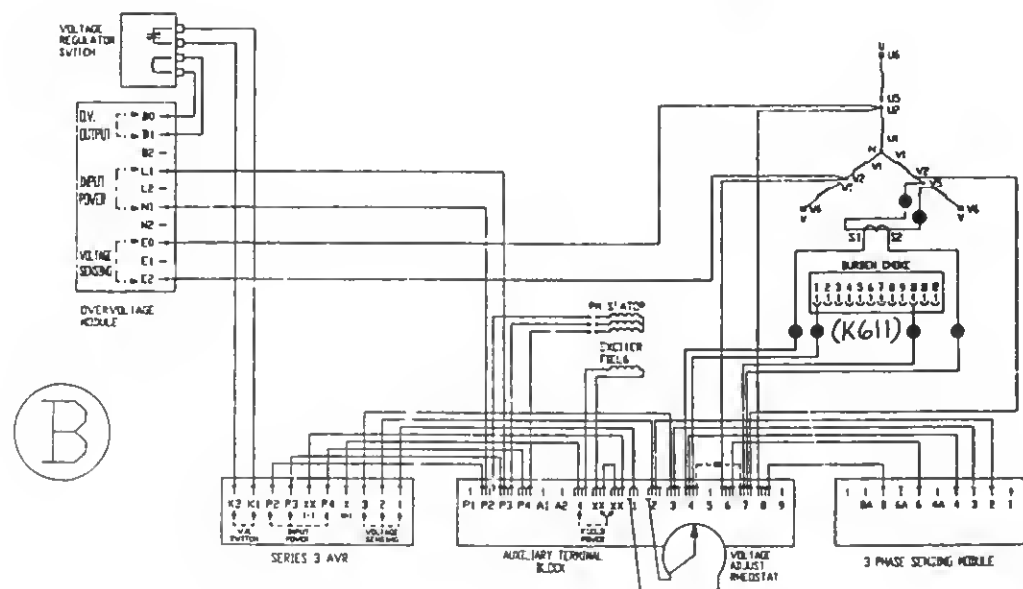 VOLTAGE
REGULATOR
SWITCH
O.V.
OUTPUT
B0
B1
B2
INPUT
POWER
L1
L2
N1
N2
VOLTAGE
SENSING
E0
E1
E2
OVERVOLTAGE
MODULE
U
U6
U5
U1
N
V1
V1
V2
V2
V6
V
V6
V
S1
S2
BURDEN CHOKE
1 2 3 4 5 6 7 8 9 10 11 12
(K611)
PM STATOR
EXCITER
FIELD
B
K2 K1 P2 P3 XX P4 X 3 2 1
V.R.
SWITCH
INPUT
POWER
VOLTAGE
SENSING
SERIES 3 AVR
P1 P2 P3 P4 A1 A2 X XX XX 1 2 3 4 5 6 7 8 9
FIELD
POWER
AUXILIARY TERMINAL
BLOCK
VOLTAGE
ADJUST
RHEOSTAT
8A 8 6A 6 4 3 2 1
3 PHASE SENSING MODULE